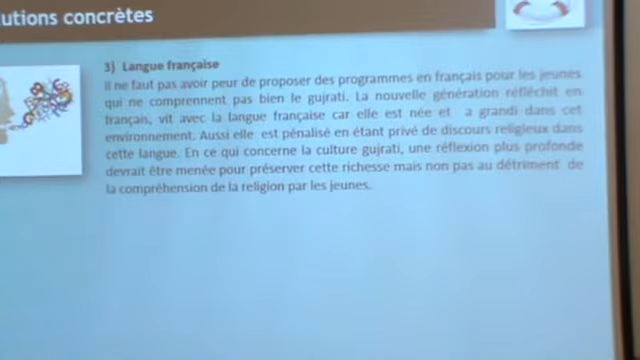 utions concrètes
3) Langue française
Il ne faut pas avoir peur de proposer des programmes en français pour les jeunes
qui ne comprennent pas bien le gujrati. La nouvelle génération réfléchit en
français, vit avec la langue française car elle est née et a grandi dans cet
environnement. Aussi elle est pénalisé en étant privé de discours religieux dans
cette langue. En ce qui concerne la culture gujrati, une réflexion plus profonde
devrait être menée pour préserver cette richesse mais non pas au détriment de
la compréhension de la religion par les jeunes.